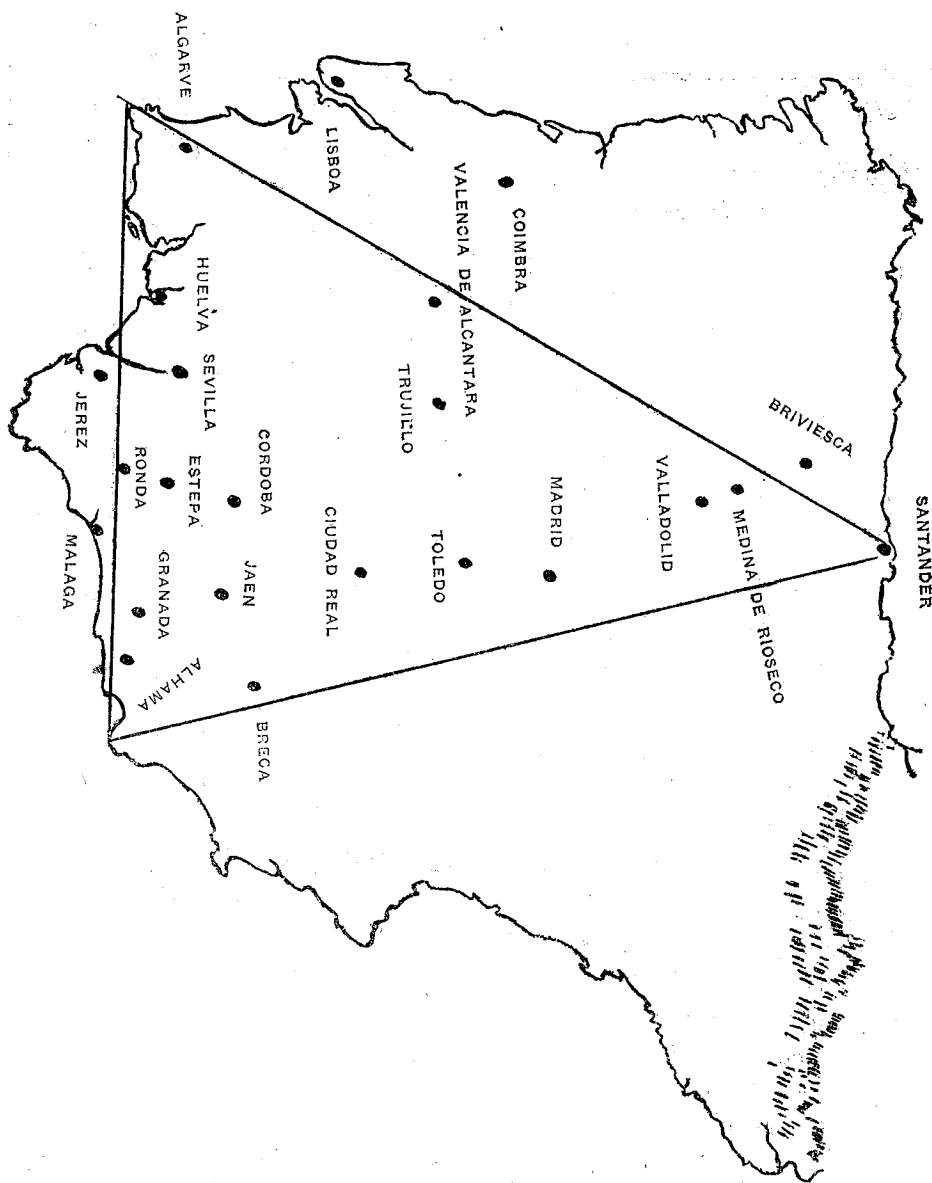 SANTANDER
BRIVIESCA
MEDINA DE RIOSECO
VALLADOLID
MADRID
COIMBRA
VALENCIA DE ALCANTARA
TOLEDO
TRUJILLO
LISBOA
CIUDAD REAL
CORDOBA
BRECA
JAEN
SEVILLA
HUELVA
ESTEPA
ALGARVE
GRANADA
ALHAMA
RONDA
JEREZ
MALAGA